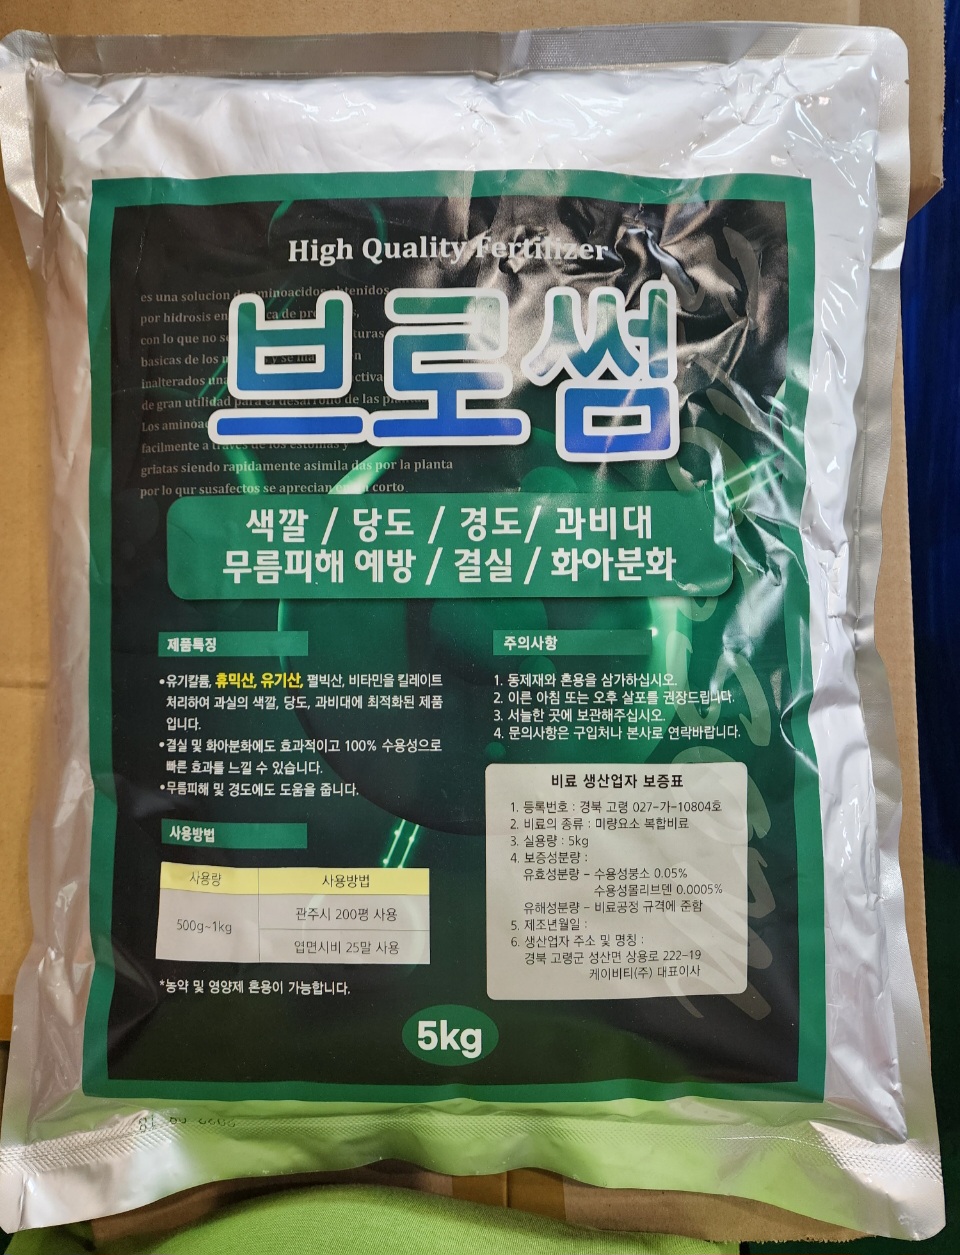 High Quality Fertilizer
es una solucion de aminoacidos obtenidos
por hidrosis en
con lo que no se
basicas de los
inalterados una
de gran utilidad para el desarrollo de las
Los aminoac
facilmente a traves de los estomas y
griatas siendo rapidamente asimila das por la planta
por lo qur susafectos se aprecian en corto
브로썸
색깔 / 당도 / 경도/ 과비대
무름피해 예방 / 결실 / 화아분화
제품특징
•유기칼륨, 휴믹산, 유기산, 펄빅산, 비타민을 킬레이트
처리하여 과실의 색깔, 당도, 과비대에 최적화된 제품
입니다.
•결실 및 화아분화에도 효과적이고 100% 수용성으로
빠른 효과를 느낄 수 있습니다.
•무름피해 및 경도에도 도움을 줍니다.
사용방법
사용량 사용방법
500g~1kg
관주시 200평 사용
엽면시비 25말 사용
*농약 및 영양제 혼용이 가능합니다.
주의사항
1. 동제재와 혼용을 삼가하십시오.
2. 이른 아침 또는 오후 살포를 권장드립니다.
3. 서늘한 곳에 보관해주십시오.
4. 문의사항은 구입처나 본사로 연락바랍니다.
비료 생산업자 보증표
1. 등록번호 : 경북 고령 027-가-10804호
2. 비료의 종류 : 미량요소 복합비료
3. 실용량 : 5kg
4. 보증성분량 :
유효성분량 - 수용성붕소 0.05%
수용성몰리브덴 0.0005%
유해성분량 - 비료공정 규격에 준함
5. 제조년월일 :
6. 생산업자 주소 및 명칭 :
경북 고령군 성산면 상용로 222-19
케이비티(주) 대표이사
5kg